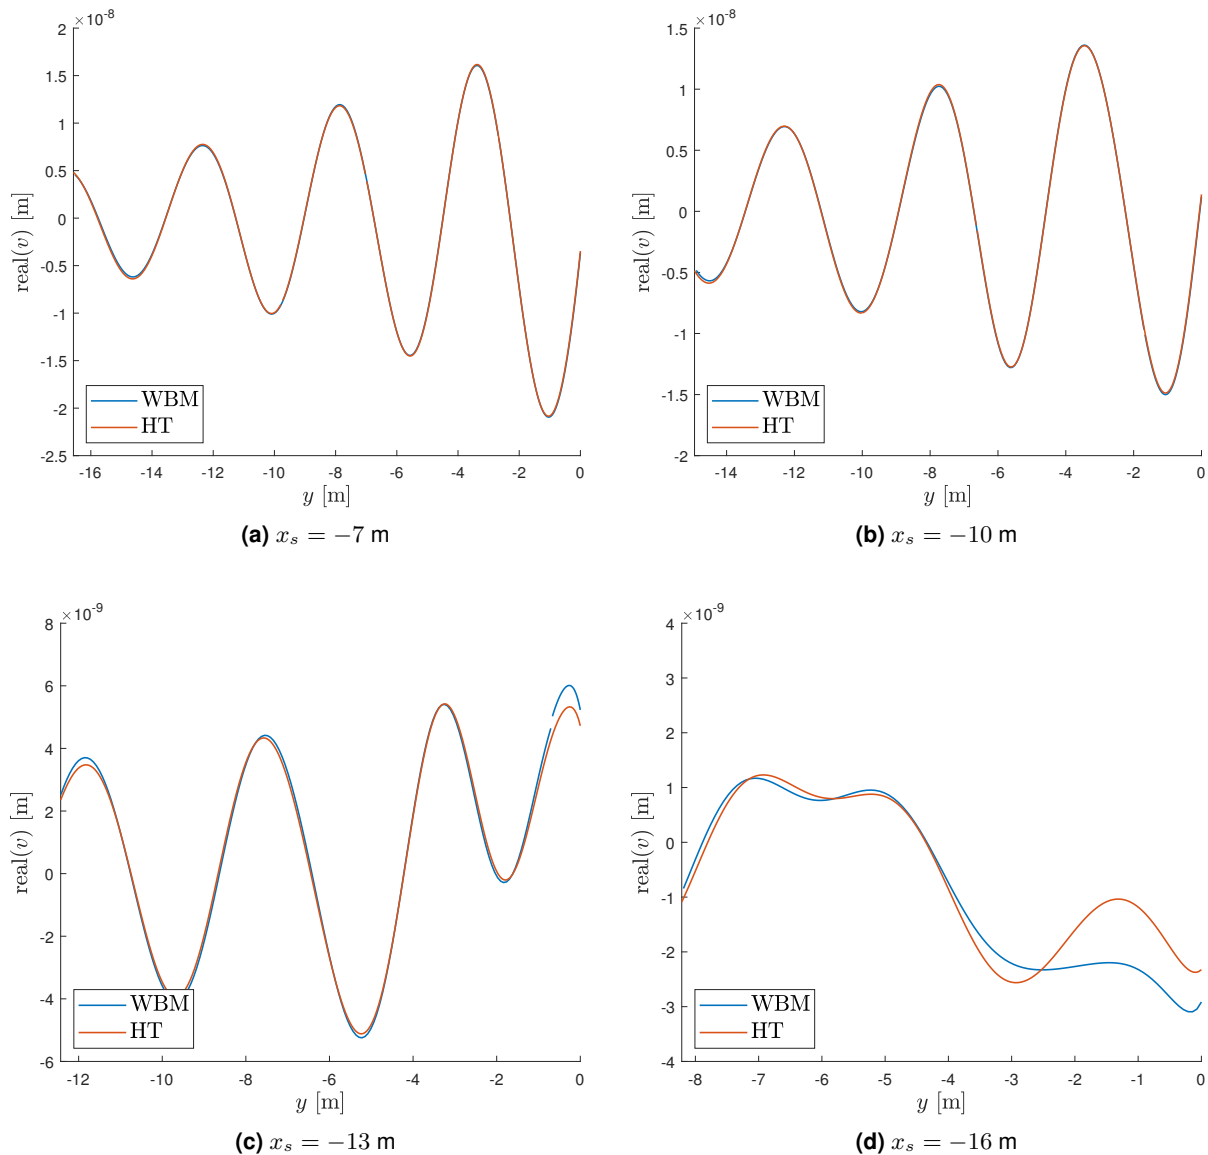 ×10-8
2
1.5
1
0.5
0
-0.5
-1
-1.5
-2
-2.5
real(v) [m]
WBM
HT
-16 -14 -12 -10 -8 -6 -4 -2 0
y [m]
(a) xs = −7 m
×10-8
1.5
1
0.5
0
-0.5
-1
-1.5
-2
real(v) [m]
WBM
HT
-14 -12 -10 -8 -6 -4 -2 0
y [m]
(b) xs = −10 m
×10-9
8
6
4
2
0
-2
-4
-6
real(v) [m]
WBM
HT
-12 -10 -8 -6 -4 -2 0
y [m]
(c) xs = −13 m
×10-9
4
3
2
1
0
-1
-2
-3
-4
real(v) [m]
WBM
HT
-8 -7 -6 -5 -4 -3 -2 -1 0
y [m]
(d) xs = −16 m